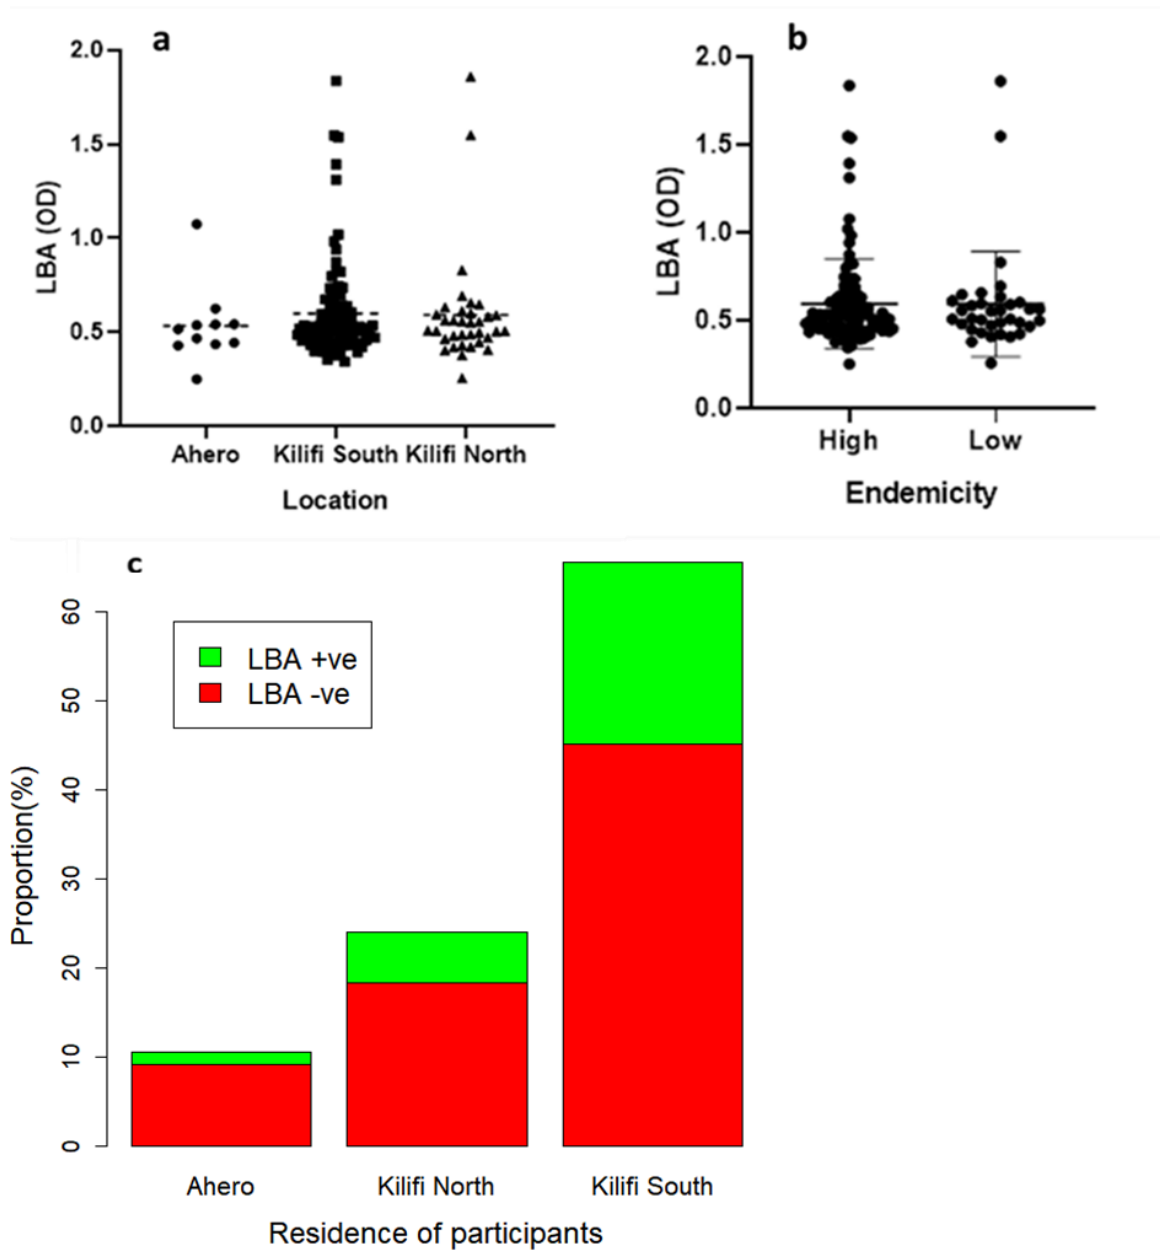 a
2.0
1.5
1.0
0.5
0.0
LBA (OD)
Ahero Kilifi South Kilifi North
Location
b
2.0
1.5
1.0
0.5
0.0
LBA (OD)
High Low
Endemicity
c
60
50
40
30
20
10
0
Proportion(%)
LBA +ve
LBA -ve
Ahero Kilifi North Kilifi South
Residence of participants